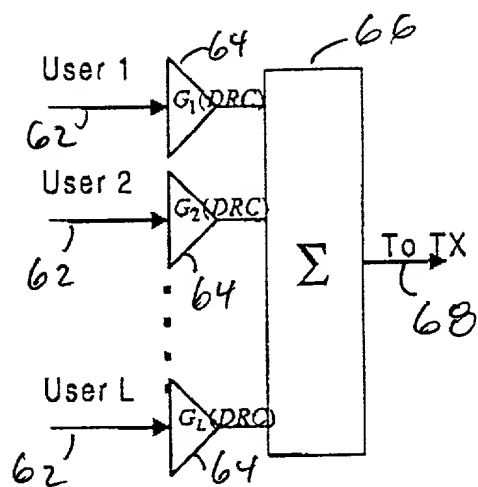 64
66
User 1
G1(DRC)
62
User 2
G2(DRC)
62
64
Σ
To TX
68
User L
GL(DRC)
62
64